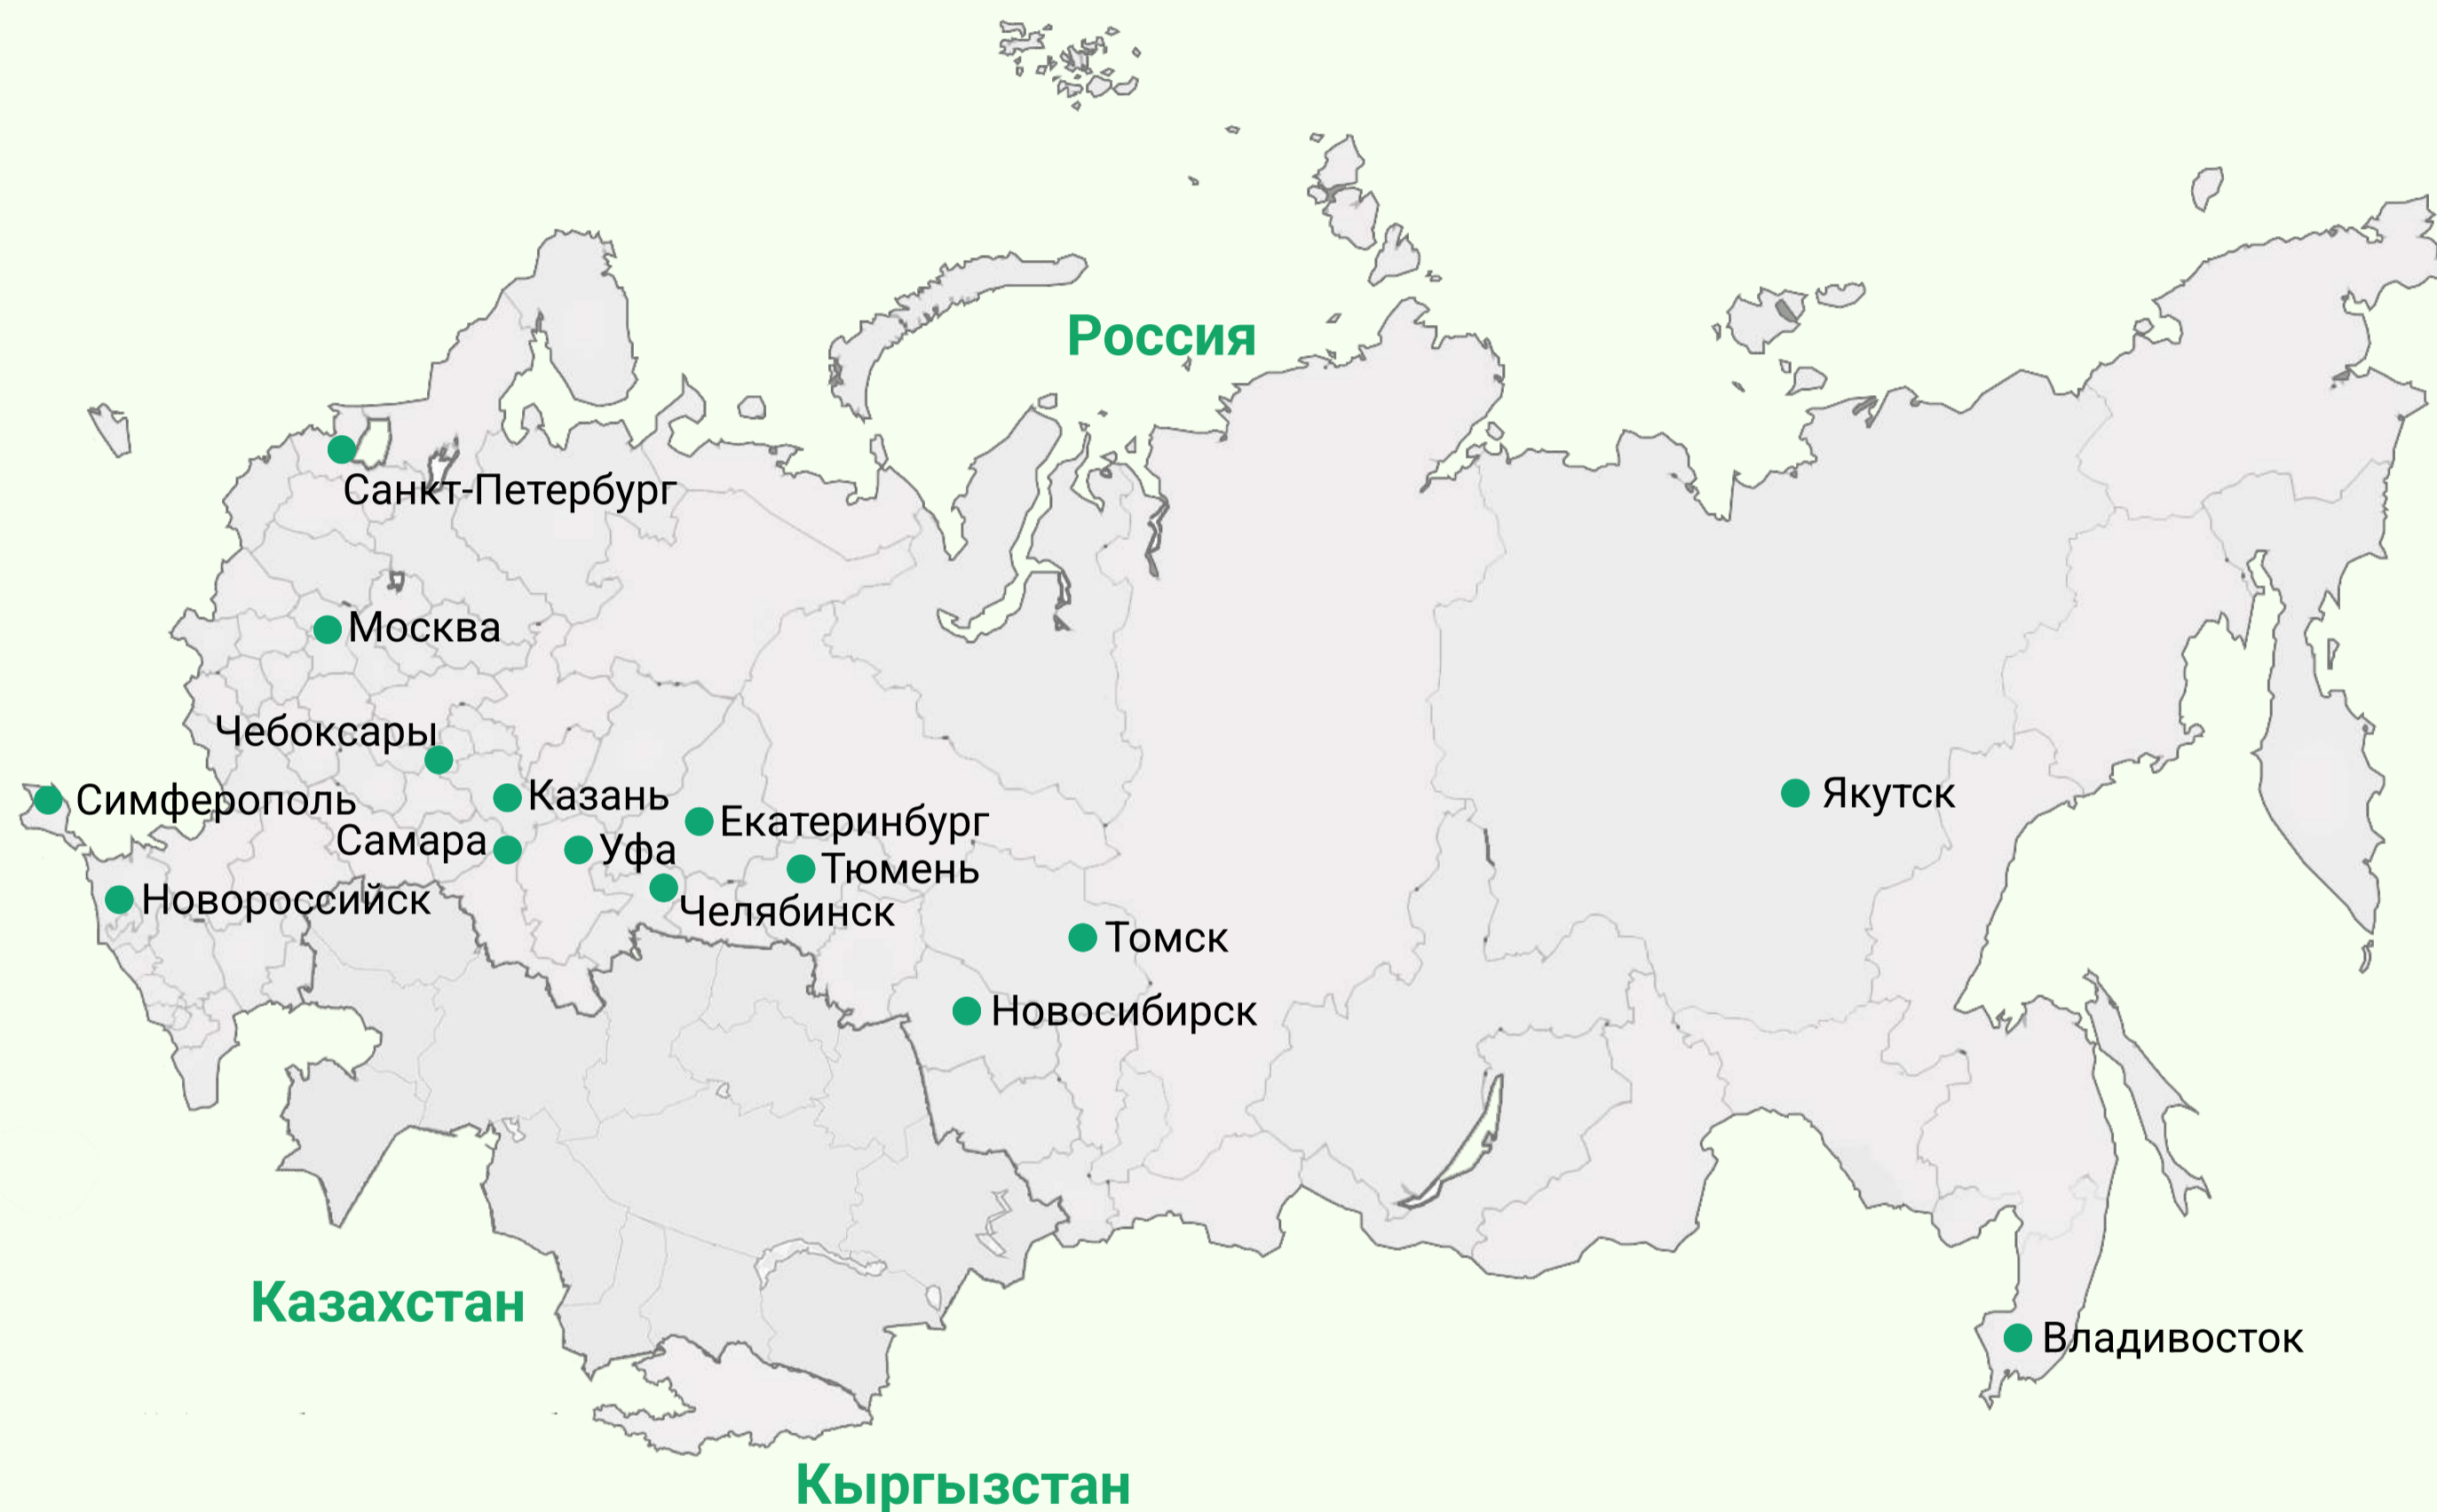 Россия
Санкт-Петербург
Москва
Чебоксары
Симферополь
Казань
Екатеринбург
Якутск
Самара
Уфа
Тюмень
Новороссийск
Челябинск
Томск
Новосибирск
Казахстан
Владивосток
Кыргызстан